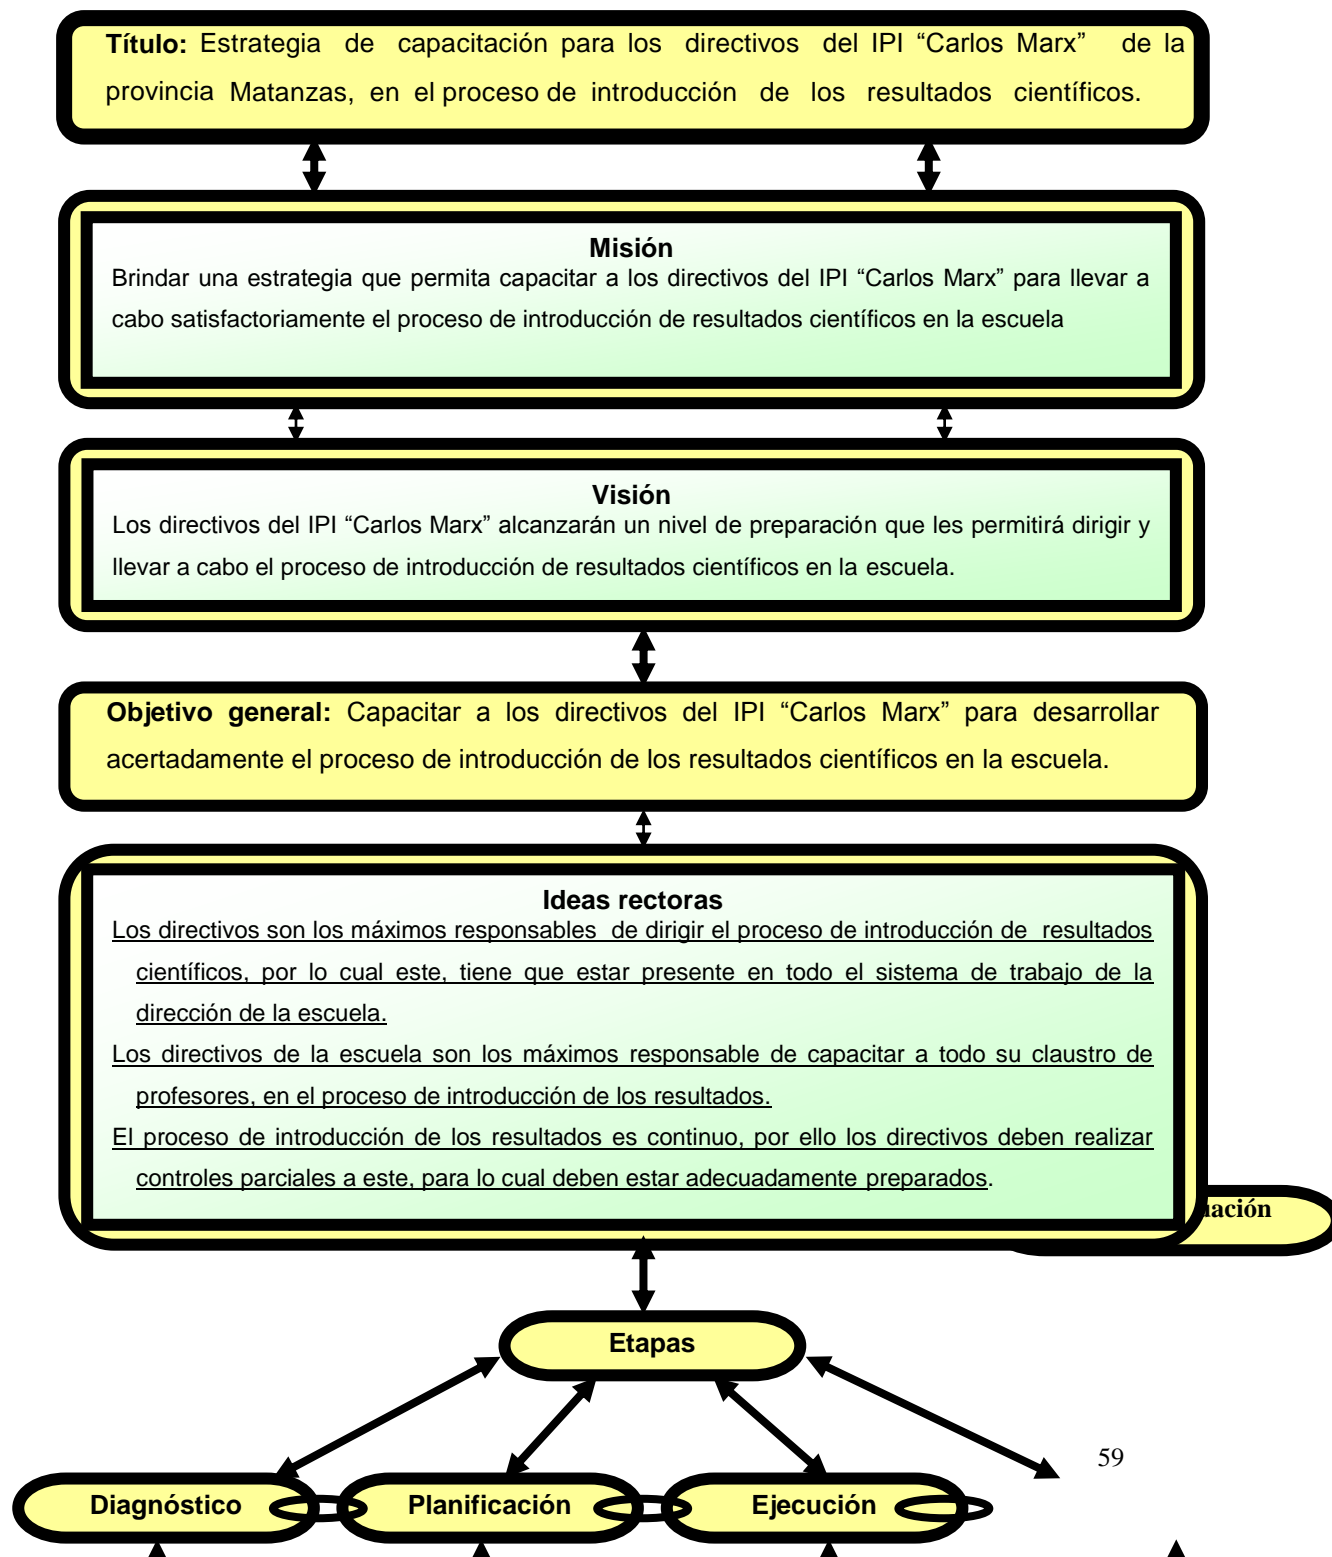 Título: Estrategia de capacitación para los directivos del IPI “Carlos Marx” de la
provincia Matanzas, en el proceso de introducción de los resultados científicos.
Misión
Brindar una estrategia que permita capacitar a los directivos del IPI “Carlos Marx” para llevar a
cabo satisfactoriamente el proceso de introducción de resultados científicos en la escuela
Visión
Los directivos del IPI “Carlos Marx” alcanzarán un nivel de preparación que les permitirá dirigir y
llevar a cabo el proceso de introducción de resultados científicos en la escuela.
Objetivo general: Capacitar a los directivos del IPI “Carlos Marx” para desarrollar
acertadamente el proceso de introducción de los resultados científicos en la escuela.
Ideas rectoras
Los directivos son los máximos responsables de dirigir el proceso de introducción de resultados
científicos, por lo cual este, tiene que estar presente en todo el sistema de trabajo de la
dirección de la escuela.
Los directivos de la escuela son los máximos responsable de capacitar a todo su claustro de
profesores, en el proceso de introducción de los resultados.
El proceso de introducción de los resultados es continuo, por ello los directivos deben realizar
controles parciales a este, para lo cual deben estar adecuadamente preparados.
Etapas
59
Diagnóstico Planificación Ejecución